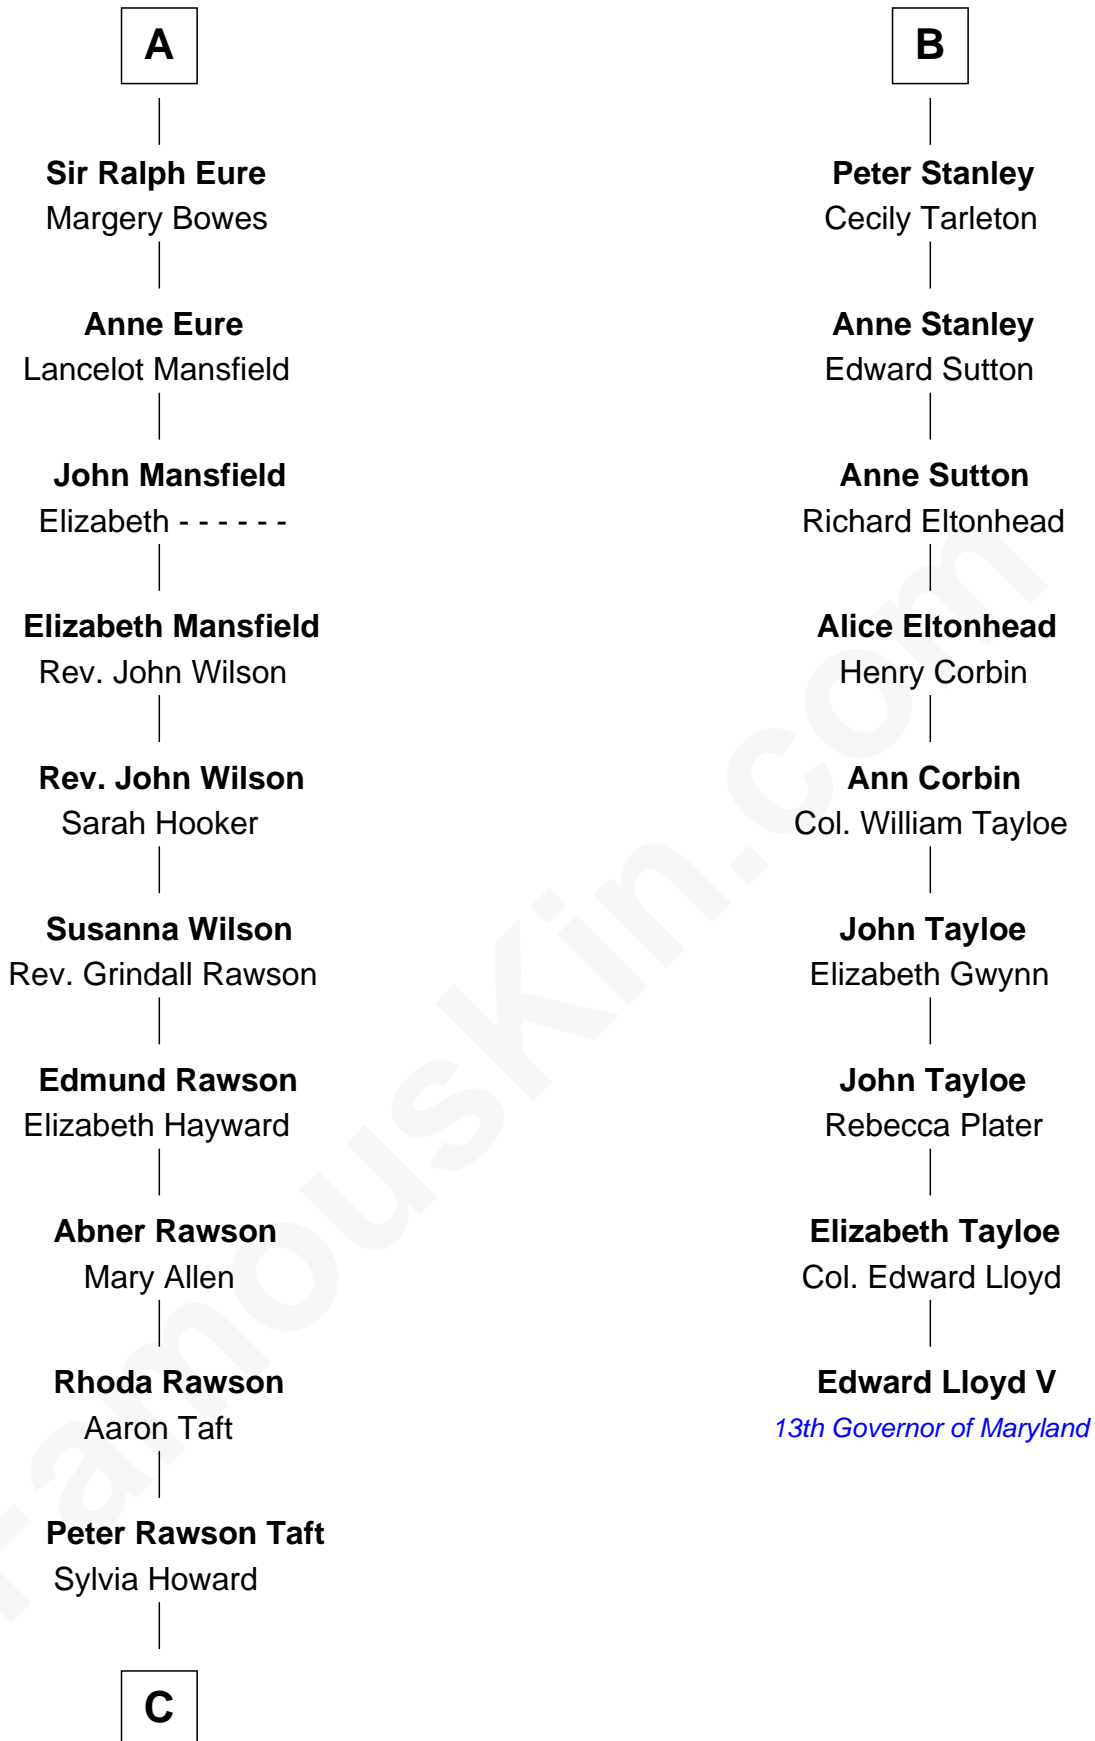 A
Sir Ralph Eure
Margery Bowes
Anne Eure
Lancelot Mansfield
John Mansfield
Elizabeth - - - - - -
Elizabeth Mansfield
Rev. John Wilson
Rev. John Wilson
Sarah Hooker
Susanna Wilson
Rev. Grindall Rawson
Edmund Rawson
Elizabeth Hayward
Abner Rawson
Mary Allen
Rhoda Rawson
Aaron Taft
Peter Rawson Taft
Sylvia Howard
C
B
Peter Stanley
Cecily Tarleton
Anne Stanley
Edward Sutton
Anne Sutton
Richard Eltonhead
Alice Eltonhead
Henry Corbin
Ann Corbin
Col. William Tayloe
John Tayloe
Elizabeth Gwynn
John Tayloe
Rebecca Plater
Elizabeth Tayloe
Col. Edward Lloyd
Edward Lloyd V
13th Governor of Maryland
FamousKin.com